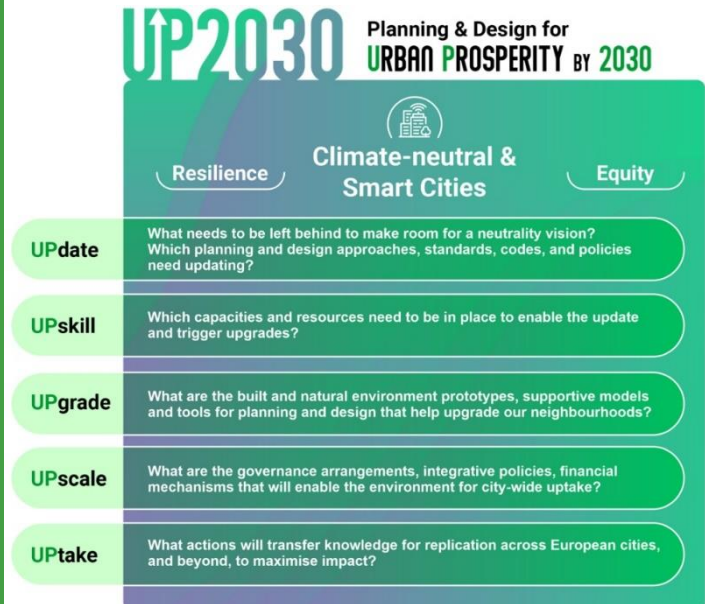 UP2030
Planning & Design for
URBAN PROSPERITY BY 2030
Resilience
Climate-neutral &
Smart Cities
Equity
UPdate
What needs to be left behind to make room for a neutrality vision?
Which planning and design approaches, standards, codes, and policies
need updating?
UPskill
Which capacities and resources need to be in place to enable the update
and trigger upgrades?
UPgrade
What are the built and natural environment prototypes, supportive models
and tools for planning and design that help upgrade our neighbourhoods?
UPscale
What are the governance arrangements, integrative policies, financial
mechanisms that will enable the environment for city-wide uptake?
UPtake
What actions will transfer knowledge for replication across European cities,
and beyond, to maximise impact?